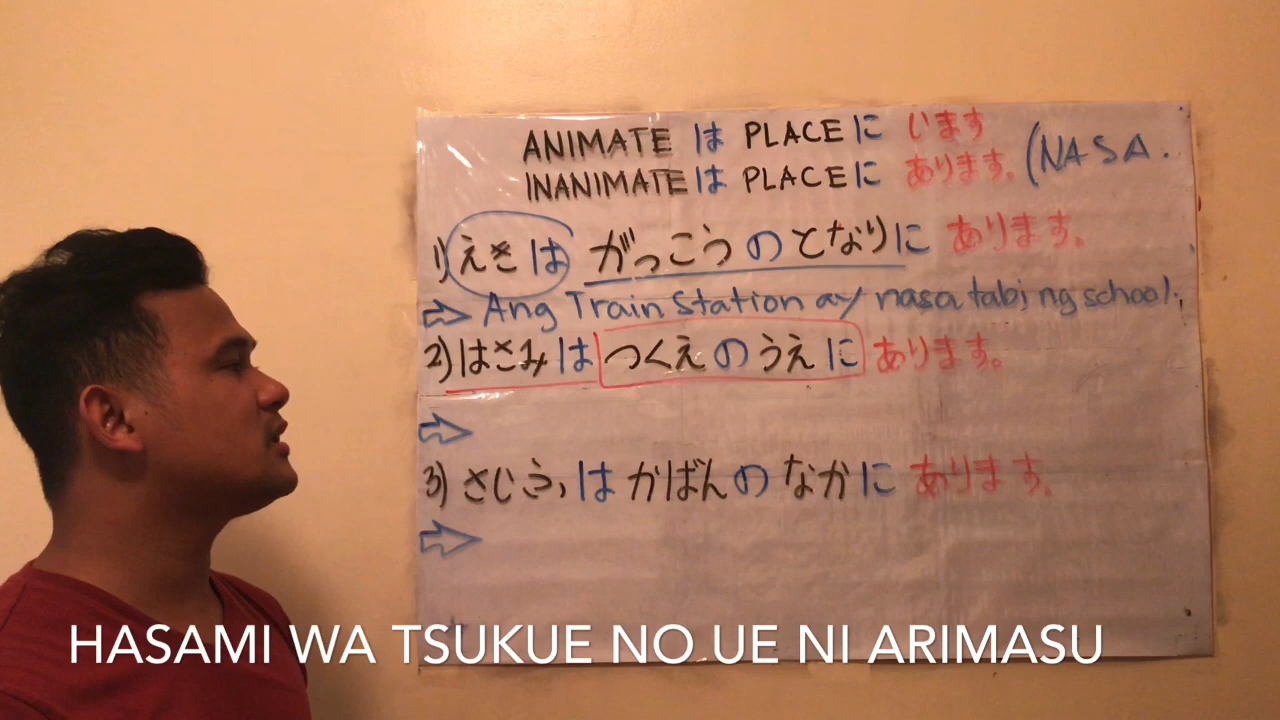 ANIMATE は PLACE に います
INANIMATE は PLACE に あります。 (NASA.
1) えきは がっこうのとなりに あります。
⇨ Ang Train Station ay nasa tabi ng school.
2) はさみは つくえのうえに あります。
⇨
3) さじう、は かばんの なかに あります。
⇨
HASAMI WA TSUKUE NO UE NI ARIMASU